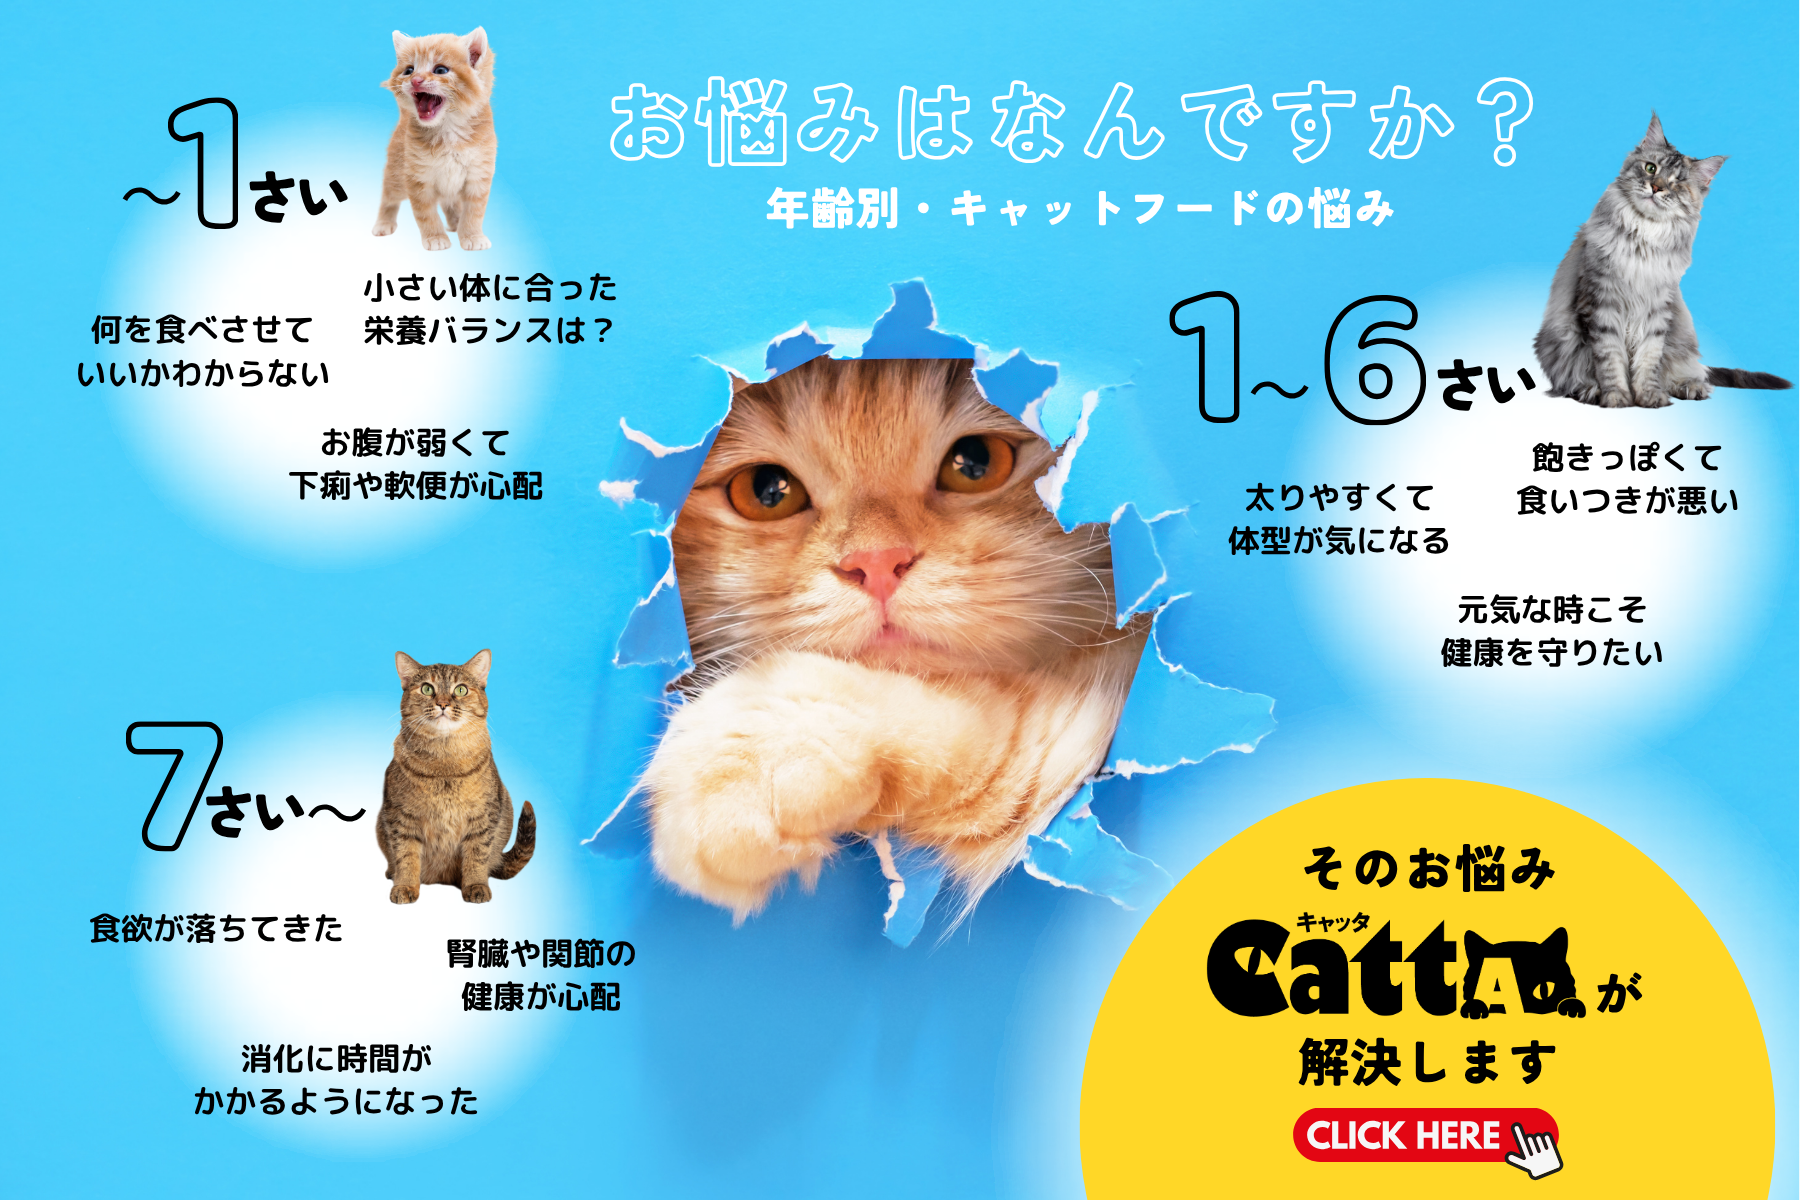 お悩みはなんですか？
年齢別・キャットフードの悩み
～1さい
小さい体に合った
栄養バランスは？
何を食べさせて
いいかわからない
お腹が弱くて
下痢や軟便が心配
1～6さい
飽きっぽくて
食いつきが悪い
太りやすくて
体型が気になる
元気な時こそ
健康を守りたい
7さい～
食欲が落ちてきた
腎臓や関節の
健康が心配
消化に時間が
かかるようになった
そのお悩み
キャッタ
CattAが
解決します
CLICK HERE